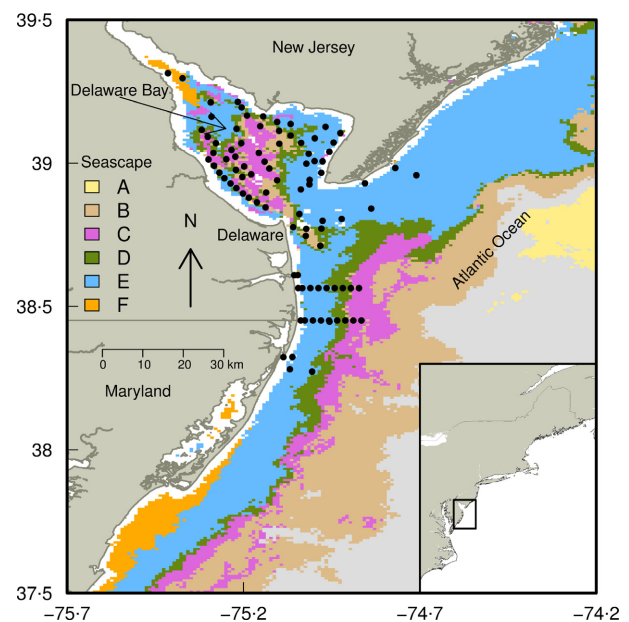 39·5
New Jersey
Delaware Bay
39
Seascape
A
B
N
Delaware
Atlantic Ocean
C
D
E
38·5
F
0 10 20 30 km
Maryland
38
37·5
−75·7 −75·2 −74·7 −74·2